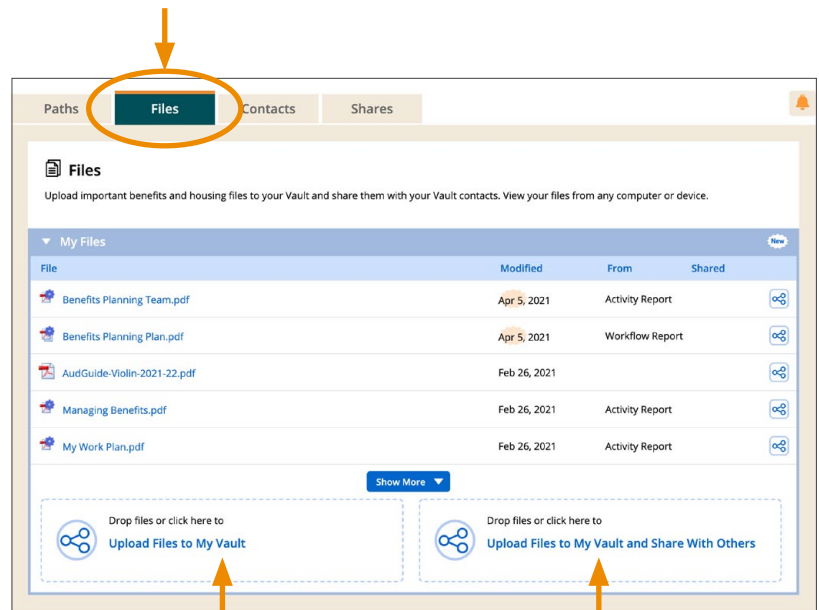 Paths Files Contacts Shares
Files
Upload important benefits and housing files to your Vault and share them with your Vault contacts. View your files from any computer or device.
My Files New
File Modified From Shared
Benefits Planning Team.pdf Apr 5, 2021 Activity Report
Benefits Planning Plan.pdf Apr 5, 2021 Workflow Report
AudGuide-Violin-2021-22.pdf Feb 26, 2021
Managing Benefits.pdf Feb 26, 2021 Activity Report
My Work Plan.pdf Feb 26, 2021 Activity Report
Show More
Drop files or click here to
Upload Files to My Vault
Drop files or click here to
Upload Files to My Vault and Share With Others